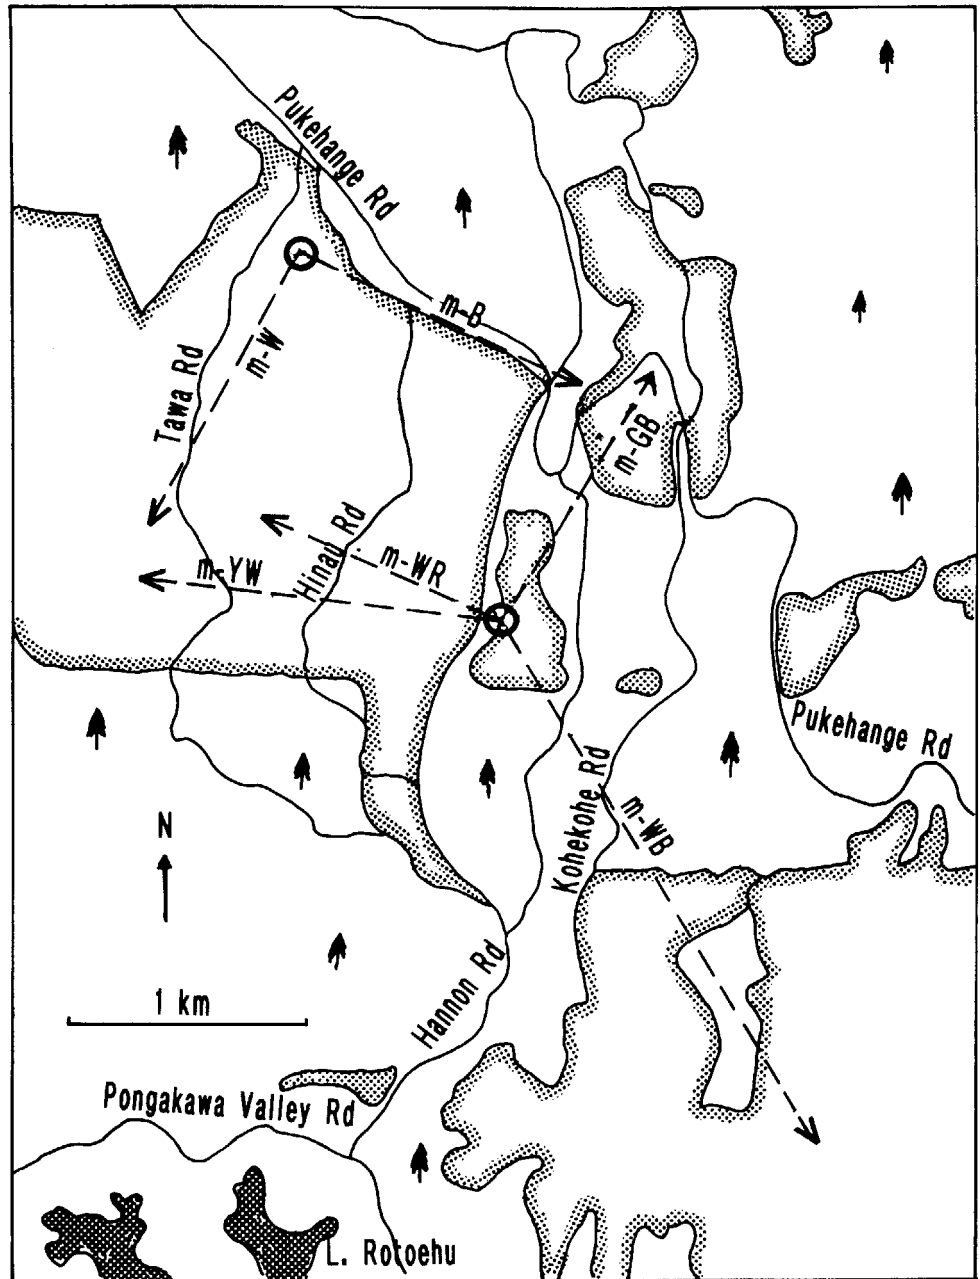 Pukehange Rd
m-B
m-W
Tawa Rd
m-GB
Hinau Rd
m-WR
m-YW
Pukehange Rd
Kohekohe Rd
m-WB
N
Hannon Rd
1 km
Pongakawa Valley Rd
L. Rotoehu